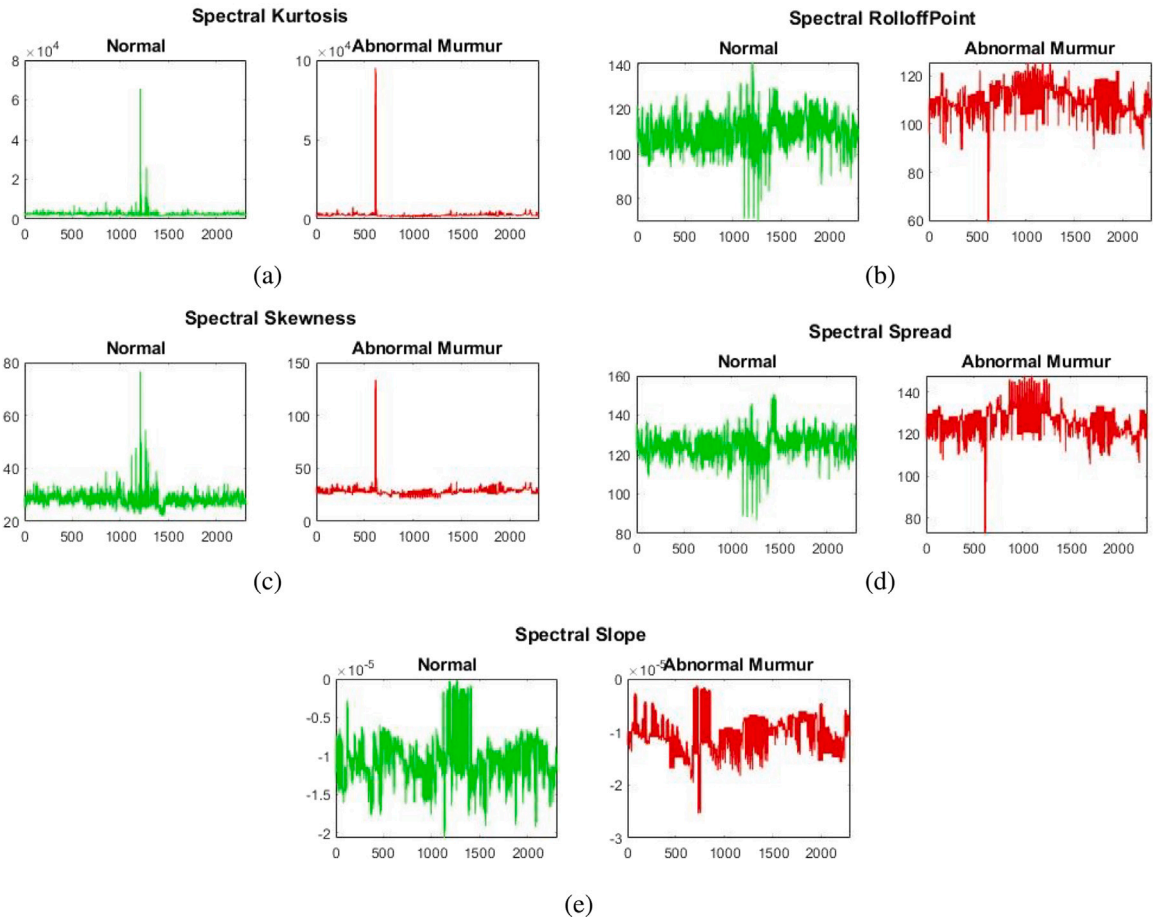 Spectral Kurtosis
Normal
Abnormal Murmur
×10^4
8
6
4
2
0
0 500 1000 1500 2000
×10^4
10
5
0
0 500 1000 1500 2000
(a)
Spectral RolloffPoint
Normal
Abnormal Murmur
140
120
100
80
0 500 1000 1500 2000
120
100
80
60
0 500 1000 1500 2000
(b)
Spectral Skewness
Normal
Abnormal Murmur
80
60
40
20
0 500 1000 1500 2000
150
100
50
0
0 500 1000 1500 2000
(c)
Spectral Spread
Normal
Abnormal Murmur
160
140
120
100
80
0 500 1000 1500 2000
140
120
100
80
0 500 1000 1500 2000
(d)
Spectral Slope
Normal
Abnormal Murmur
×10^-5
0
-0.5
-1
-1.5
-2
0 500 1000 1500 2000
×10^-5
0
-1
-2
-3
0 500 1000 1500 2000
(e)